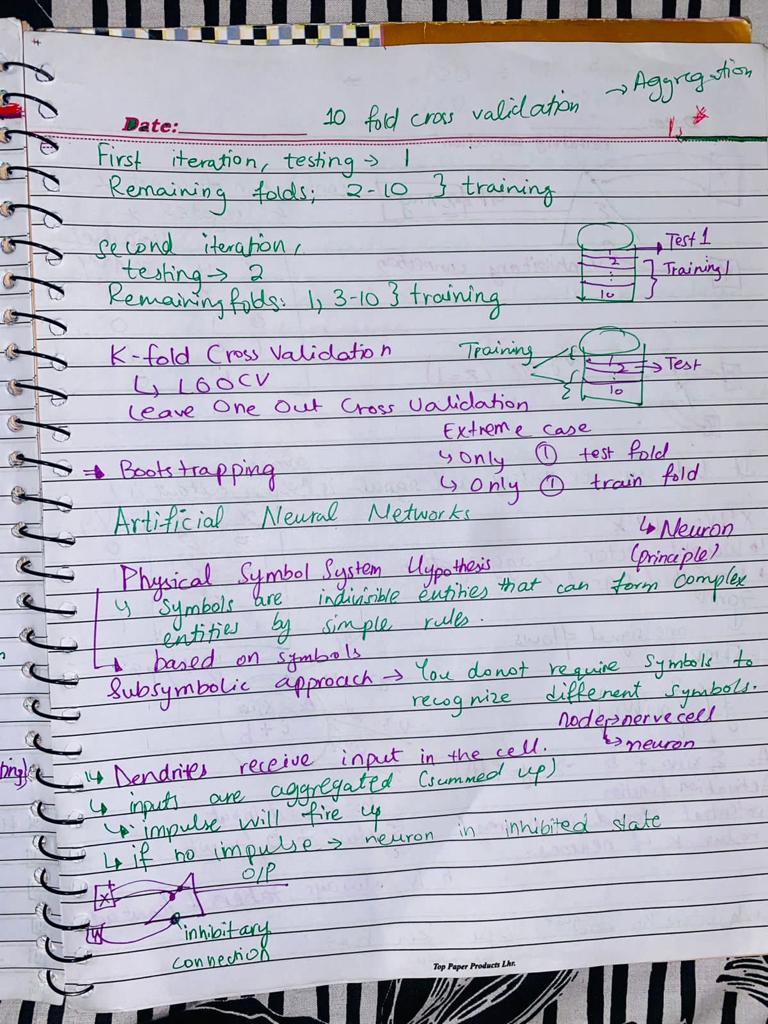 → Aggregation
Date: 10 fold cross validation
First iteration, testing → 1
Remaining folds; 2-10 } training
second iteration,
testing → 2
Remaining folds: 1, 3-10 } training
1
2
10
→ Test 1
Training 1
K-fold Cross Validation
↳ LOOCV
Leave One Out Cross Validation
Training
1
2
10
→ Test
Extreme case
↳ Only ① test fold
↳ Only ① train fold
→ Bootstrapping
Artificial Neural Networks
↳ Neuron
(principle)
Physical Symbol System Hypothesis
↳ Symbols are indivisible entities that can form complex
entities by simple rules.
↳ based on symbols
Subsymbolic approach → You donot require symbols to
recognize different symbols.
node → nerve cell
↳ neuron
↳ Dendrites receive input in the cell.
↳ inputs are aggregated (summed up)
↳ impulse will fire up
↳ if no impulse → neuron in inhibited state
X
O/P
W
inhibitary
connection
Top Paper Products Lhr.